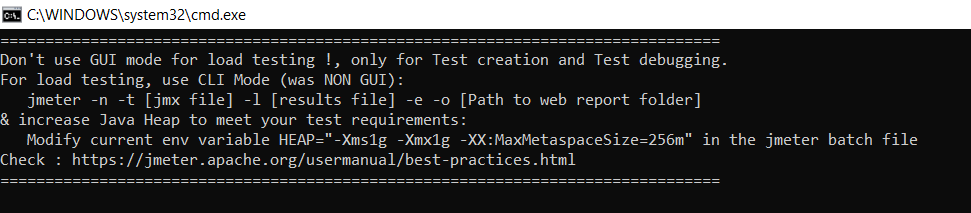 C:\WINDOWS\system32\cmd.exe
================================================================================
Don't use GUI mode for load testing !, only for Test creation and Test debugging.
For load testing, use CLI Mode (was NON GUI):
   jmeter -n -t [jmx file] -l [results file] -e -o [Path to web report folder]
& increase Java Heap to meet your test requirements:
   Modify current env variable HEAP="-Xms1g -Xmx1g -XX:MaxMetaspaceSize=256m" in the jmeter batch file
Check : https://jmeter.apache.org/usermanual/best-practices.html
================================================================================